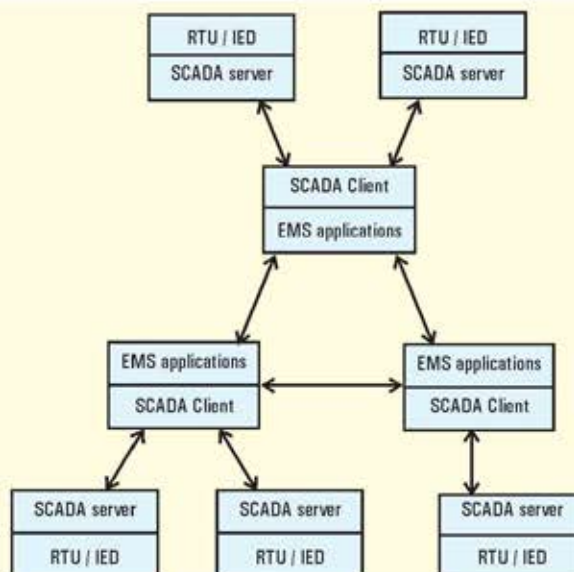 RTU / IED
SCADA server
RTU / IED
SCADA server
SCADA Client
EMS applications
EMS applications
SCADA Client
EMS applications
SCADA Client
SCADA server
RTU / IED
SCADA server
RTU / IED
SCADA server
RTU / IED